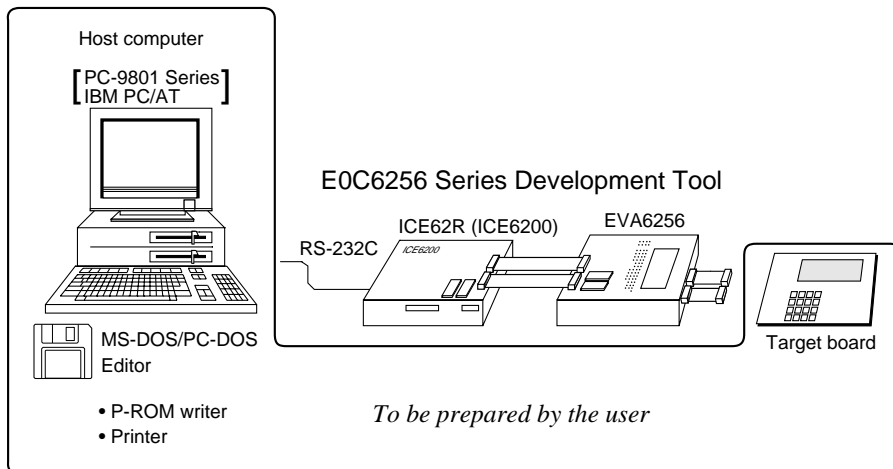 Host computer
[PC-9801 Series
IBM PC/AT]
E0C6256 Series Development Tool
RS-232C
ICE62R (ICE6200)
ICE6200
EVA6256
Target board
MS-DOS/PC-DOS
Editor
• P-ROM writer
• Printer
To be prepared by the user